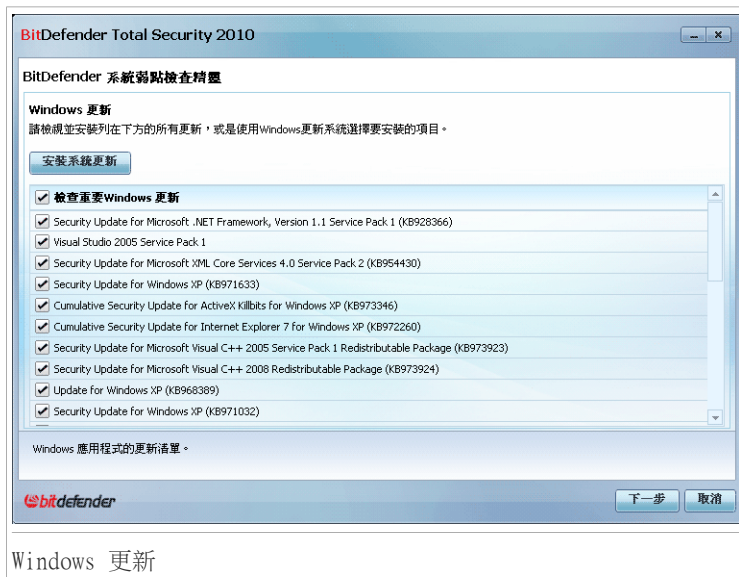 BitDefender Total Security 2010
BitDefender 系統弱點檢查精靈
Windows 更新
請檢視並安裝列在下方的所有更新，或是使用Windows更新系統選擇要安裝的項目。
安裝系統更新
檢查重要Windows 更新
Security Update for Microsoft .NET Framework, Version 1.1 Service Pack 1 (KB928366)
Visual Studio 2005 Service Pack 1
Security Update for Microsoft XML Core Services 4.0 Service Pack 2 (KB954430)
Security Update for Windows XP (KB971633)
Cumulative Security Update for ActiveX Killbits for Windows XP (KB973346)
Cumulative Security Update for Internet Explorer 7 for Windows XP (KB972260)
Security Update for Microsoft Visual C++ 2005 Service Pack 1 Redistributable Package (KB973923)
Security Update for Microsoft Visual C++ 2008 Redistributable Package (KB973924)
Update for Windows XP (KB968389)
Security Update for Windows XP (KB971032)
Windows 應用程式的更新清單。
bitdefender
下一步
取消
Windows 更新